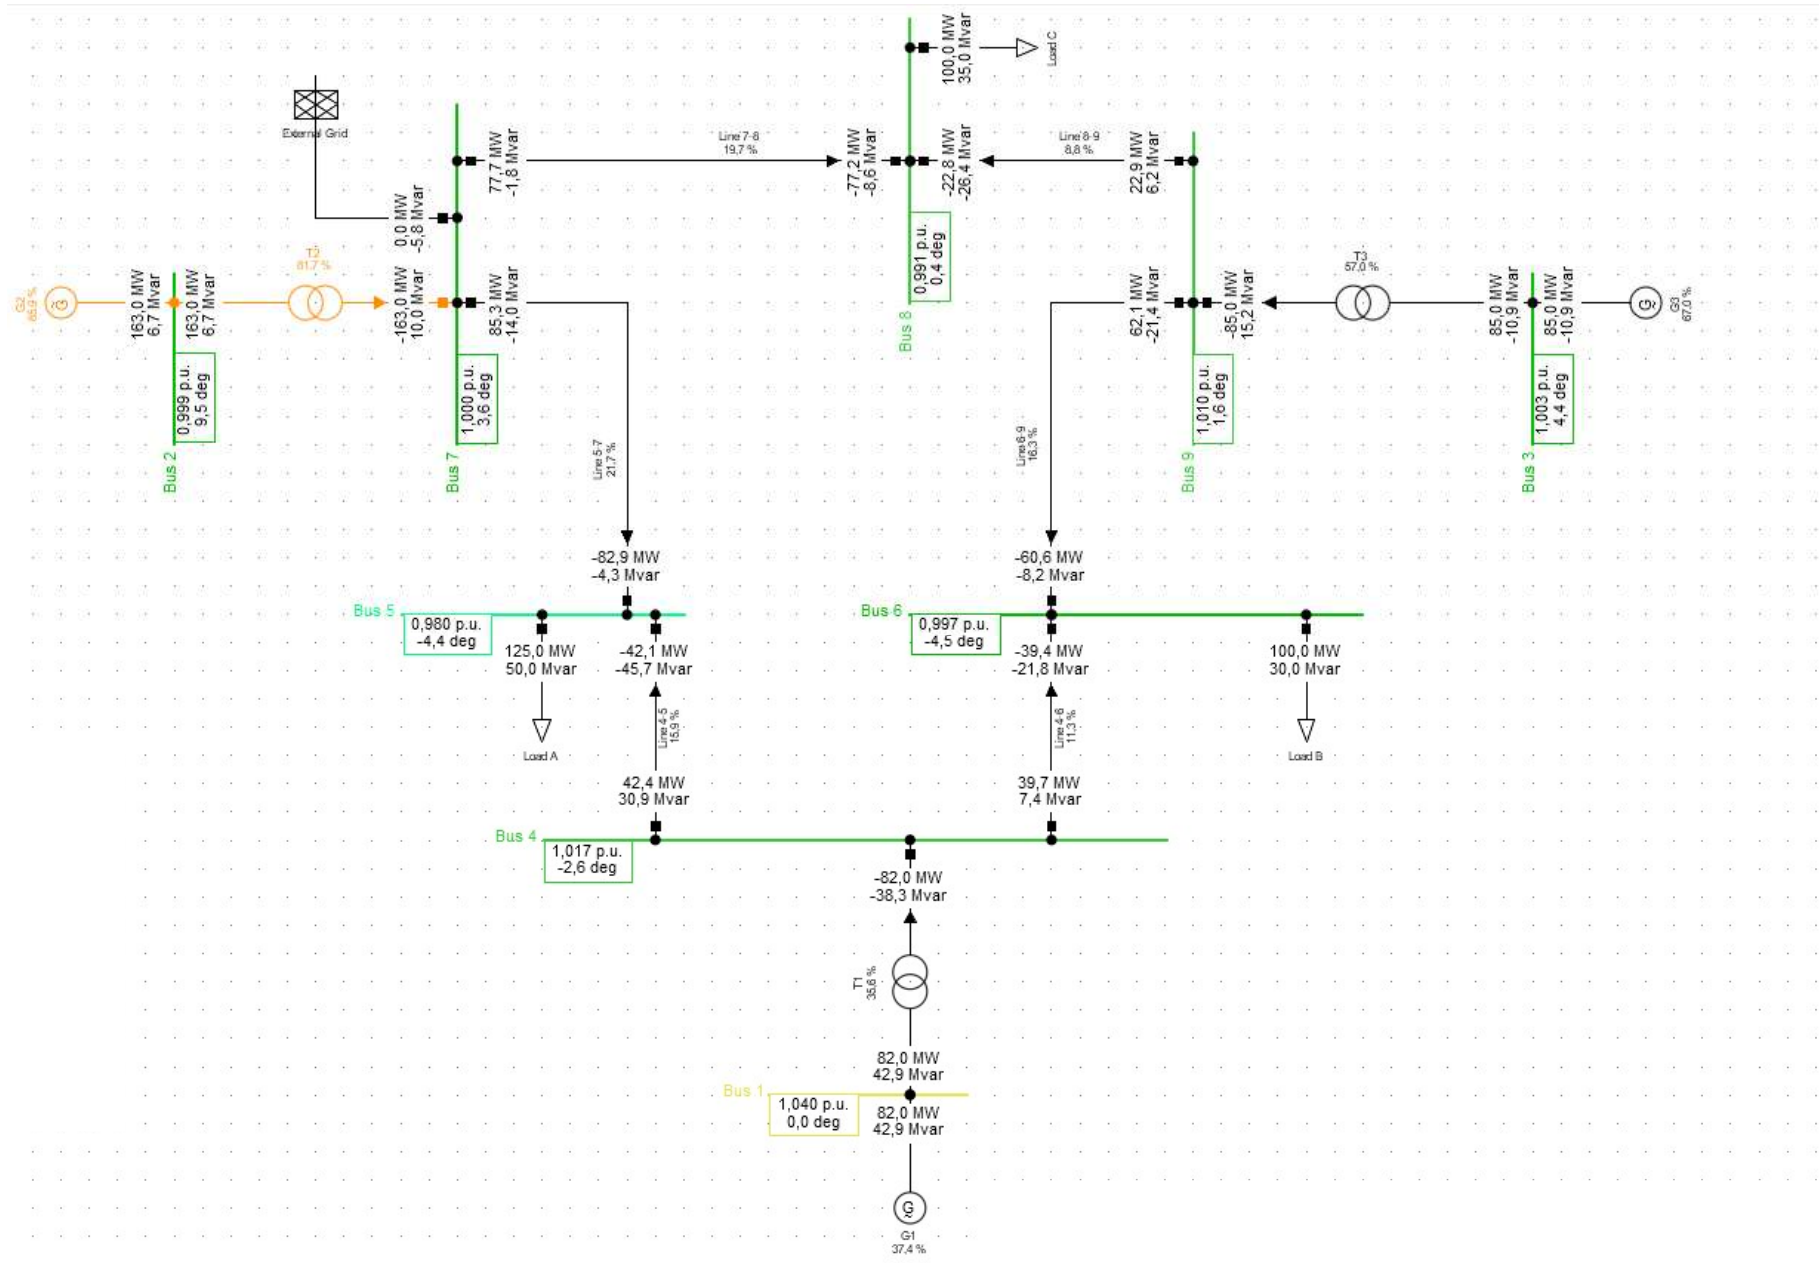 100,0 MW
35,0 Mvar
Load C
External Grid
77,7 MW
-1,8 Mvar
Line 7-8
19,7 %
-77,2 MW
-8,6 Mvar
-22,8 MW
-26,4 Mvar
Line 8-9
8,8 %
22,9 MW
6,2 Mvar
0,0 MW
-5,8 Mvar
0,991 p.u.
0,4 deg
Bus 8
G2
65,9 %
163,0 MW
6,7 Mvar
163,0 MW
6,7 Mvar
T2
81,7 %
-163,0 MW
-10,0 Mvar
85,3 MW
-14,0 Mvar
62,1 MW
-21,4 Mvar
-85,0 MW
15,2 Mvar
T3
57,0 %
85,0 MW
-10,9 Mvar
85,0 MW
-10,9 Mvar
G3
67,0 %
0,999 p.u.
9,5 deg
Bus 2
1,000 p.u.
3,6 deg
Bus 7
Line 5-7
21,7 %
Line 6-9
16,3 %
1,010 p.u.
1,6 deg
Bus 9
1,003 p.u.
4,4 deg
Bus 3
-82,9 MW
-4,3 Mvar
-60,6 MW
-8,2 Mvar
Bus 5
0,980 p.u.
-4,4 deg
Bus 6
0,997 p.u.
-4,5 deg
125,0 MW
50,0 Mvar
-42,1 MW
-45,7 Mvar
-39,4 MW
-21,8 Mvar
100,0 MW
30,0 Mvar
Load A
Line 4-5
15,9 %
Line 4-6
11,3 %
Load B
42,4 MW
30,9 Mvar
39,7 MW
7,4 Mvar
Bus 4
1,017 p.u.
-2,6 deg
-82,0 MW
-38,3 Mvar
T1
35,6 %
82,0 MW
42,9 Mvar
Bus 1
1,040 p.u.
0,0 deg
82,0 MW
42,9 Mvar
G
G
G
G1
37,4 %